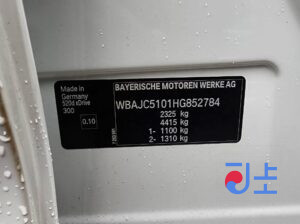 Made in
Germany
520d xDrive
300
0.10
BAYERISCHE MOTOREN WERKE AG
WBAJC5101HG852784
2325 kg
4415 kg
1- 1100 kg
2- 1310 kg